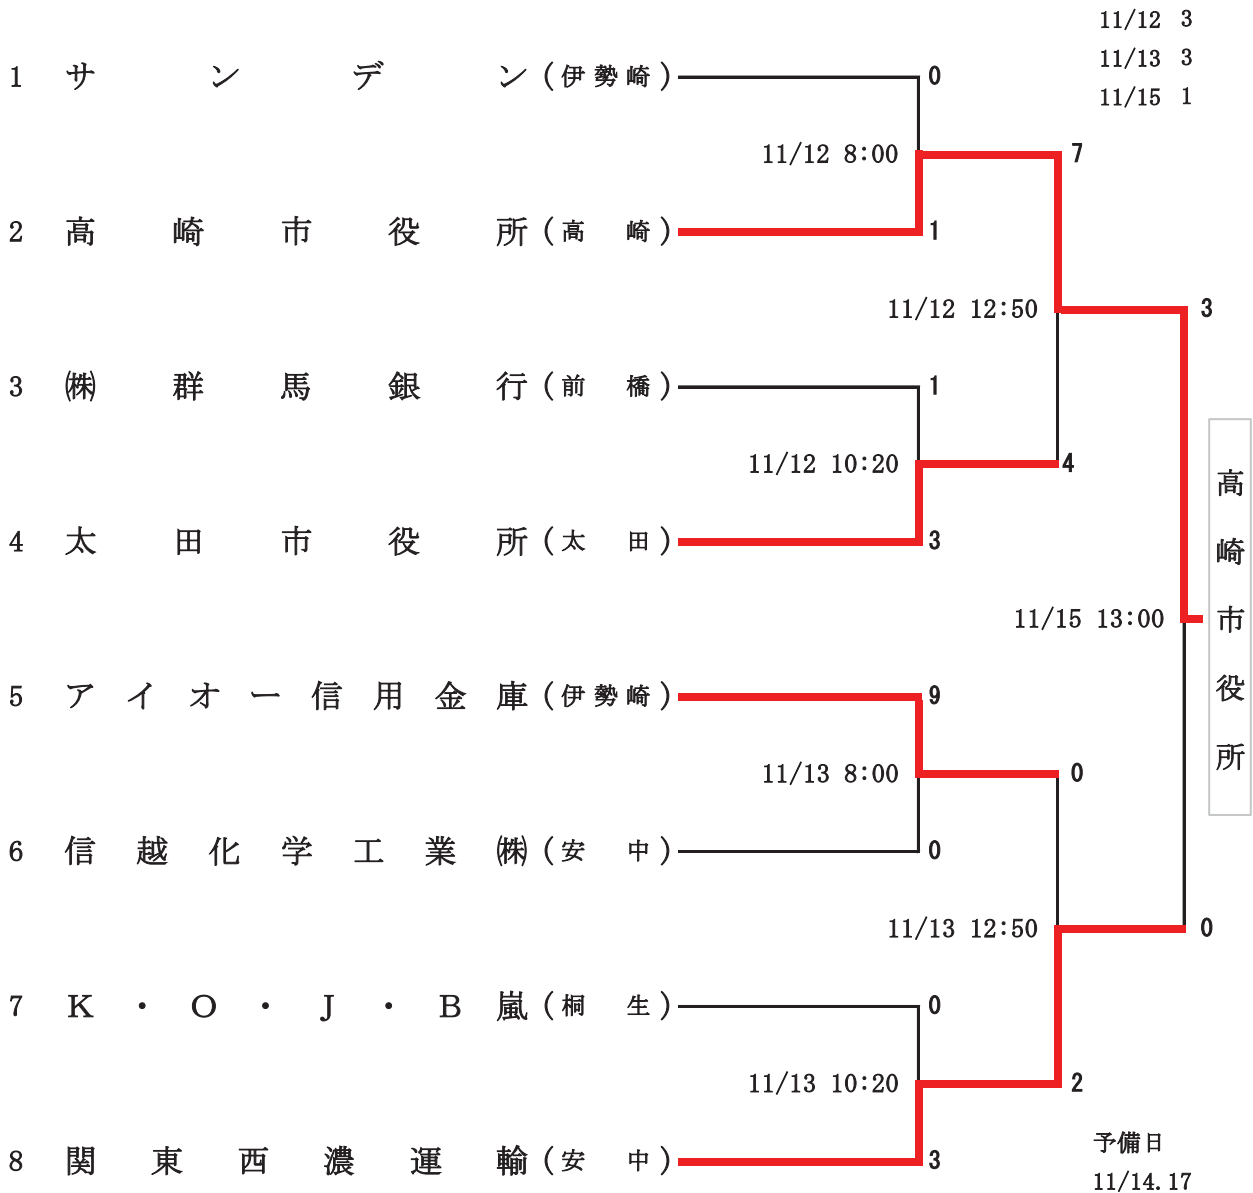 11/12 3
11/13 3
11/15 1
1 サンデン(伊勢崎) 0
11/12 8:00 7
2 高崎市役所(高崎) 1
11/12 12:50 3
3 ㈱群馬銀行(前橋) 1
11/12 10:20 4
4 太田市役所(太田) 3
高崎市役所
11/15 13:00
5 アイオー信用金庫(伊勢崎) 9
11/13 8:00 0
6 信越化学工業㈱(安中) 0
11/13 12:50 0
7 K・O・J・B嵐(桐生) 0
11/13 10:20 2
8 関東西濃運輸(安中) 3
予備日
11/14.17